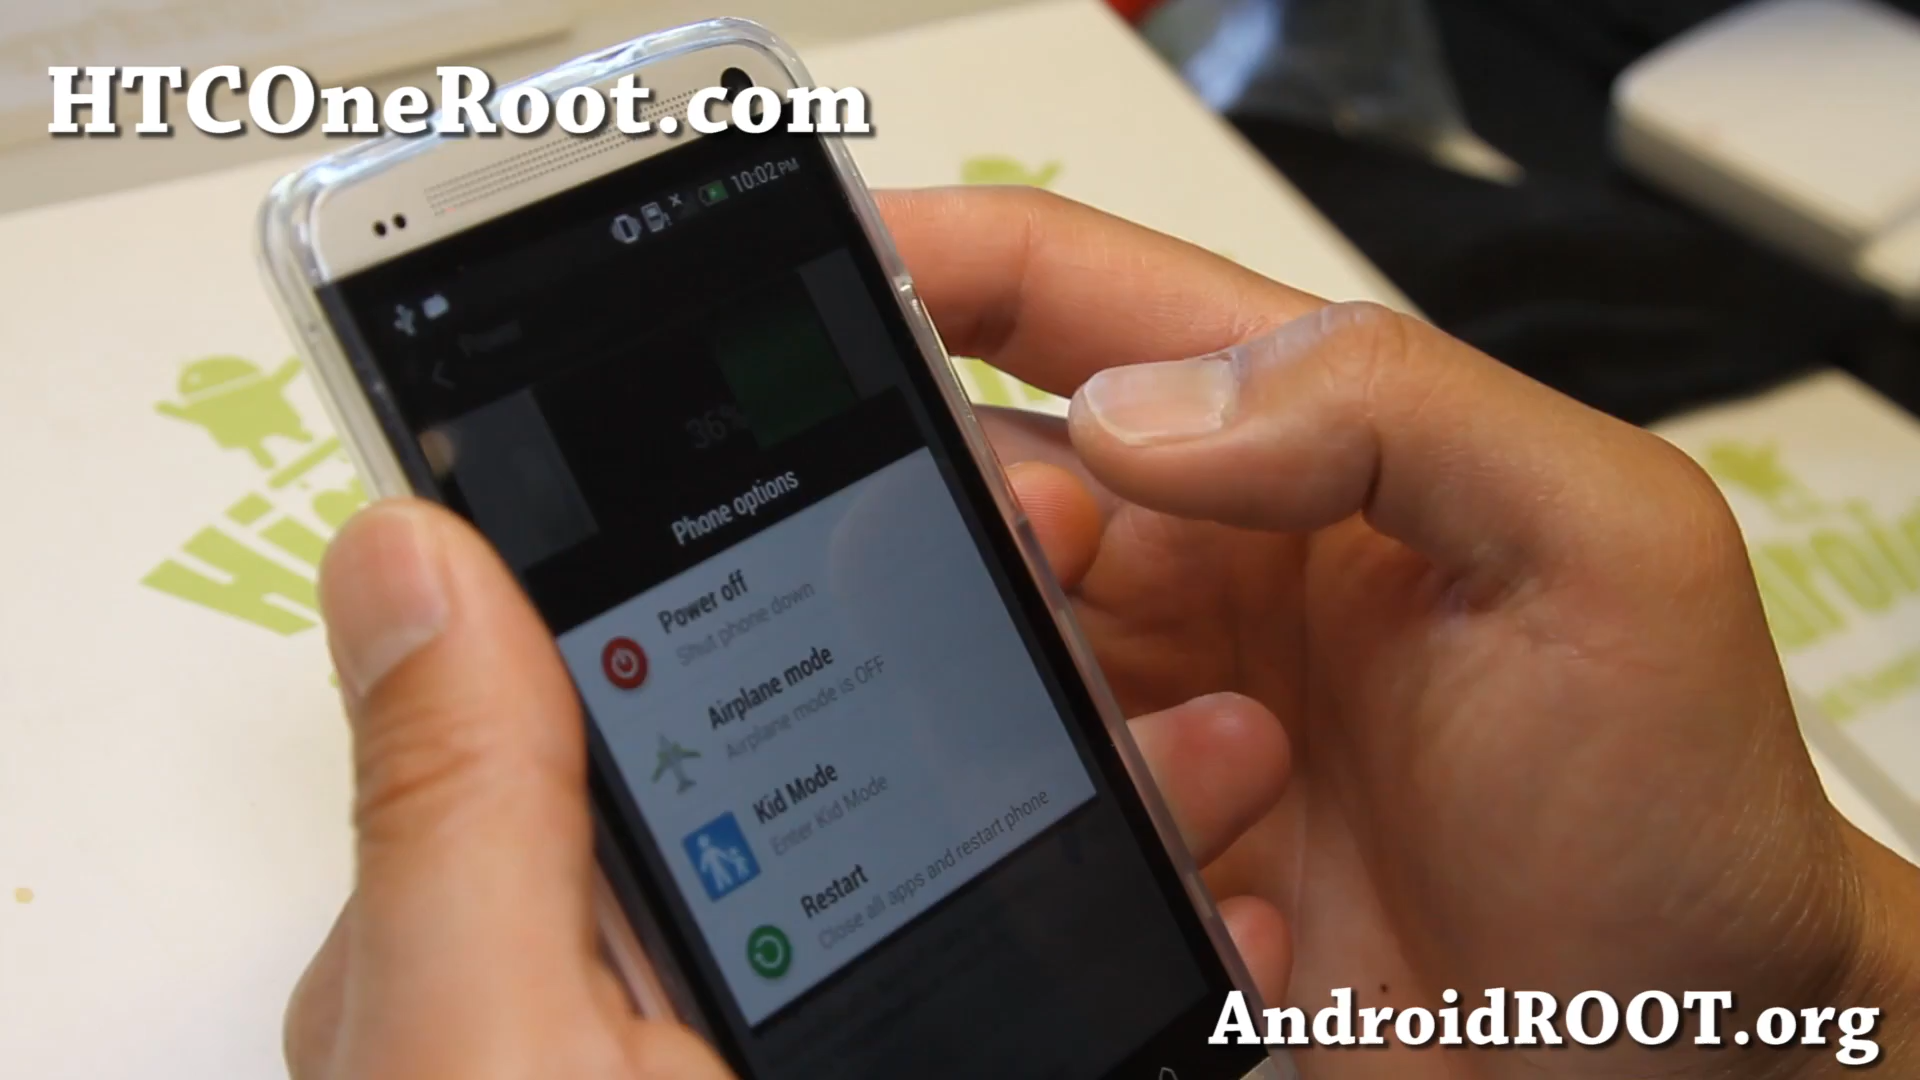 HTCOneRoot.com
10:02 PM
36%
Phone options
Power off
Shut phone down
Airplane mode
Airplane mode is OFF
Kid Mode
Enter Kid Mode
Restart
Close all apps and restart phone
AndroidROOT.org